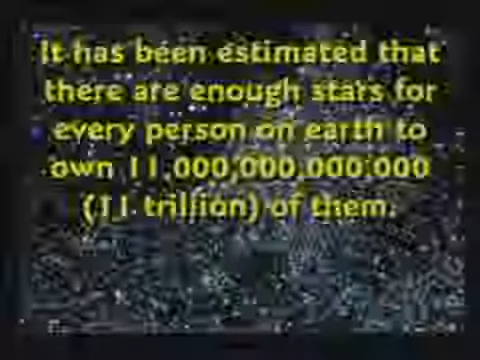 It has been estimated that
there are enough stars for
every person on earth to
own 11,000,000,000,000
(11 trillion) of them.